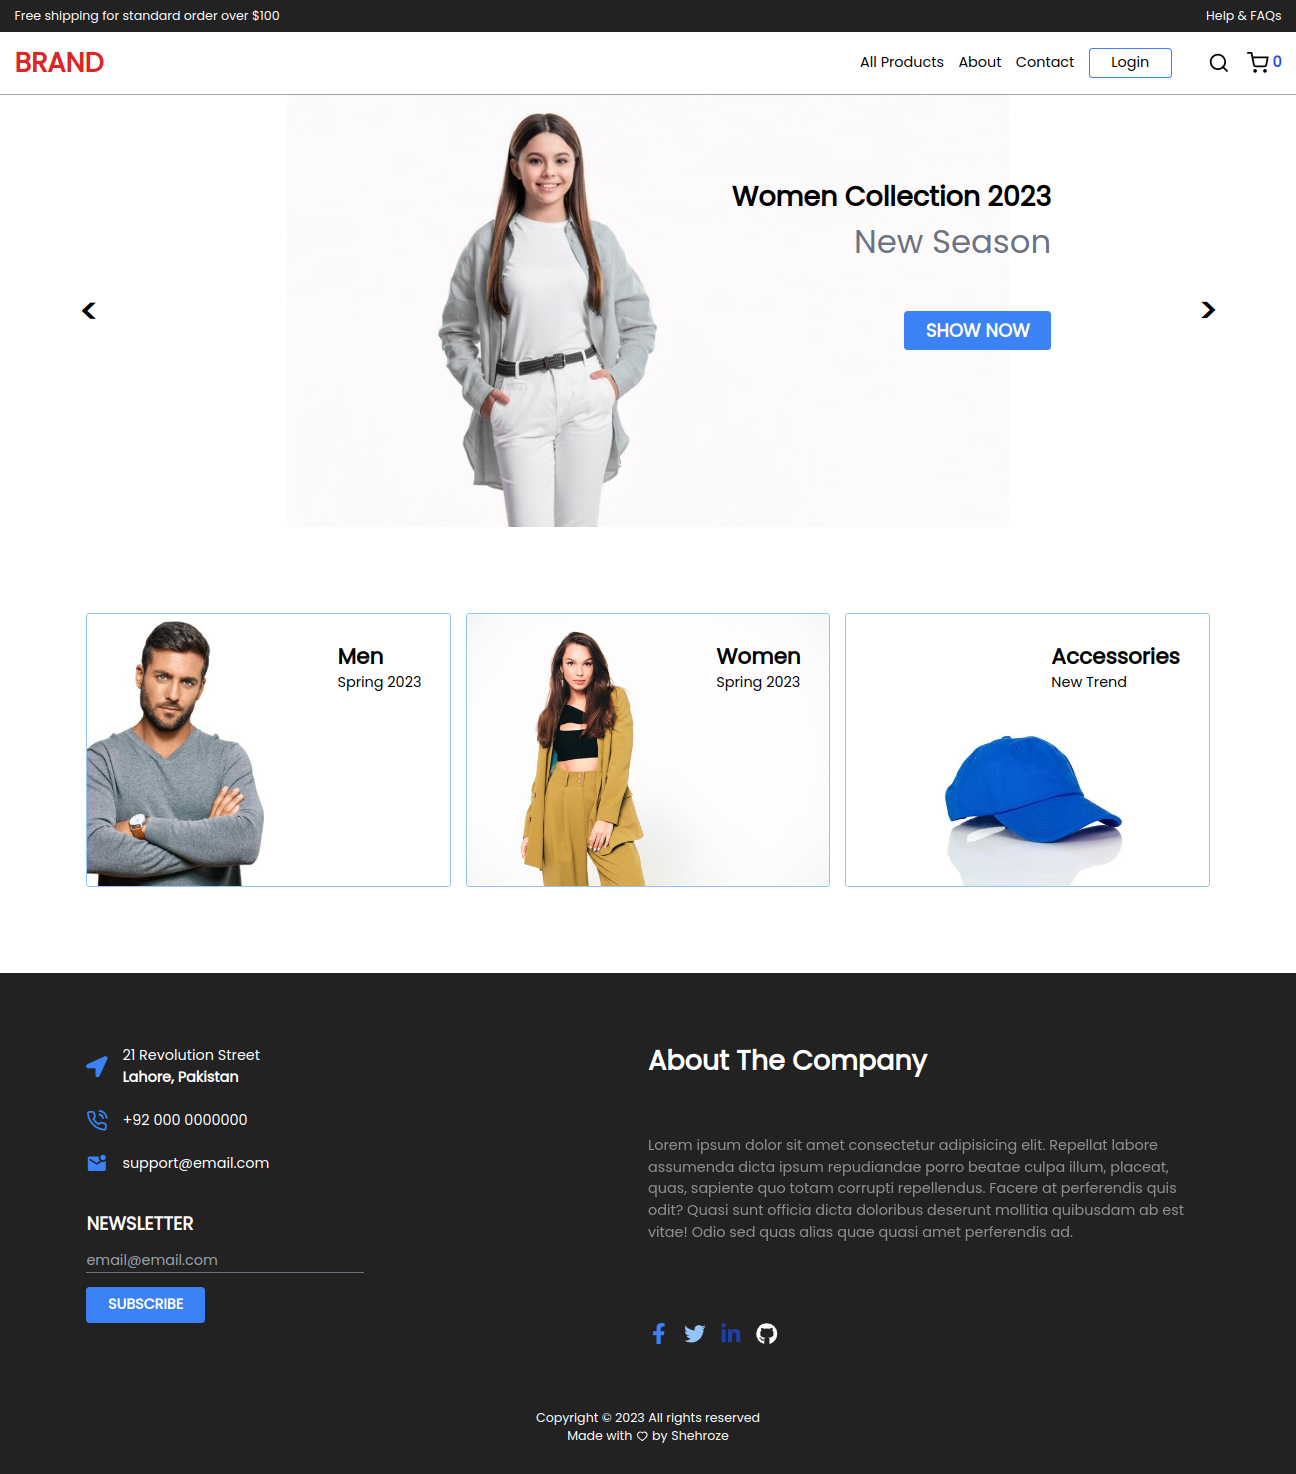 Free shipping for standard order over $100
Help & FAQs
BRAND
All Products
About
Contact
Login
0
Women Collection 2023
New Season
SHOW NOW
Men
Spring 2023
Women
Spring 2023
Accessories
New Trend
21 Revolution Street
Lahore, Pakistan
+92 000 0000000
support@email.com
NEWSLETTER
email@email.com
SUBSCRIBE
About The Company
Lorem ipsum dolor sit amet consectetur adipisicing elit. Repellat labore
assumenda dicta ipsum repudiandae porro beatae culpa illum, placeat,
quas, sapiente quo totam corrupti repellendus. Facere at perferendis quis
odit? Quasi sunt officia dicta doloribus deserunt mollitia quibusdam ab est
vitae! Odio sed quas alias quae quasi amet perferendis ad.
Copyright © 2023 All rights reserved
Made with ♡ by Shehroze